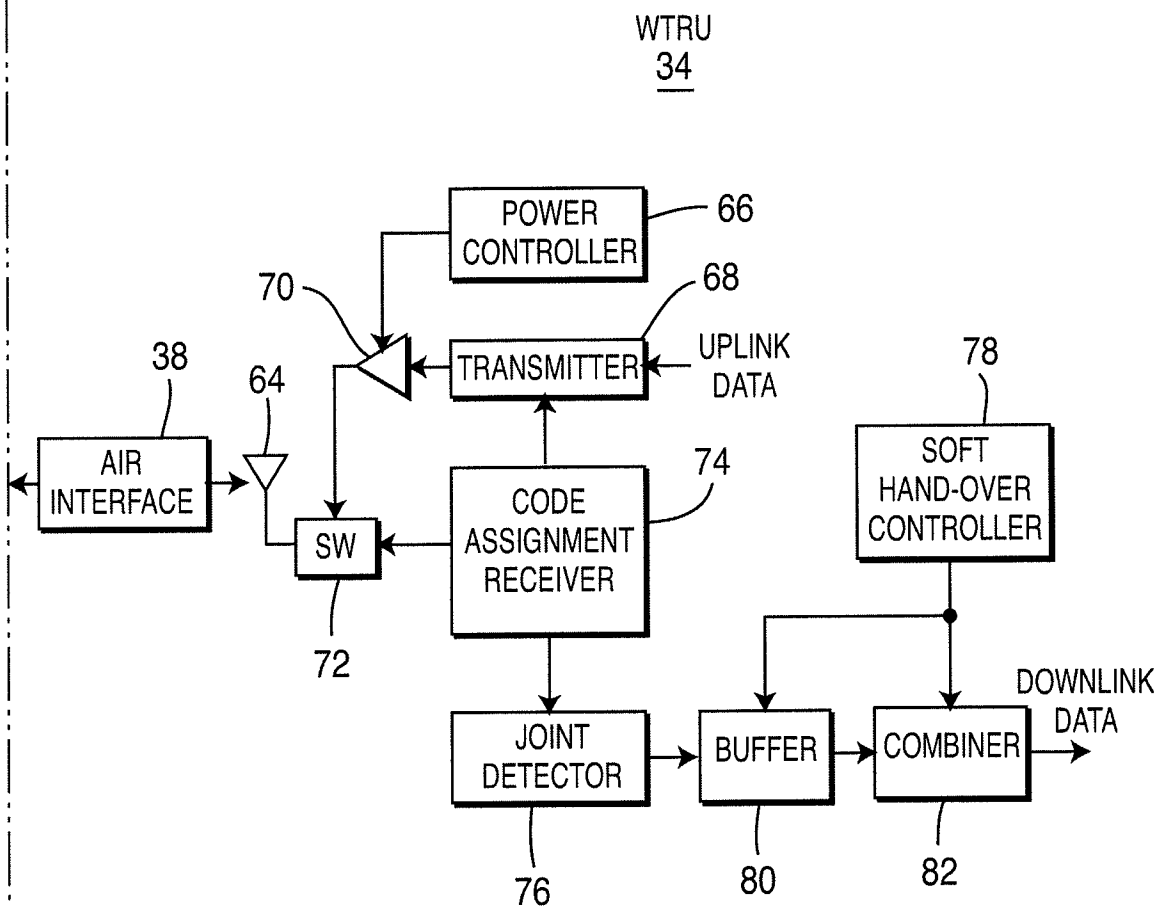 WTRU
34
POWER
CONTROLLER
66
70
68
TRANSMITTER
UPLINK
DATA
38
64
78
AIR
INTERFACE
SW
72
CODE
ASSIGNMENT
RECEIVER
74
SOFT
HAND-OVER
CONTROLLER
JOINT
DETECTOR
76
BUFFER
80
COMBINER
82
DOWNLINK
DATA